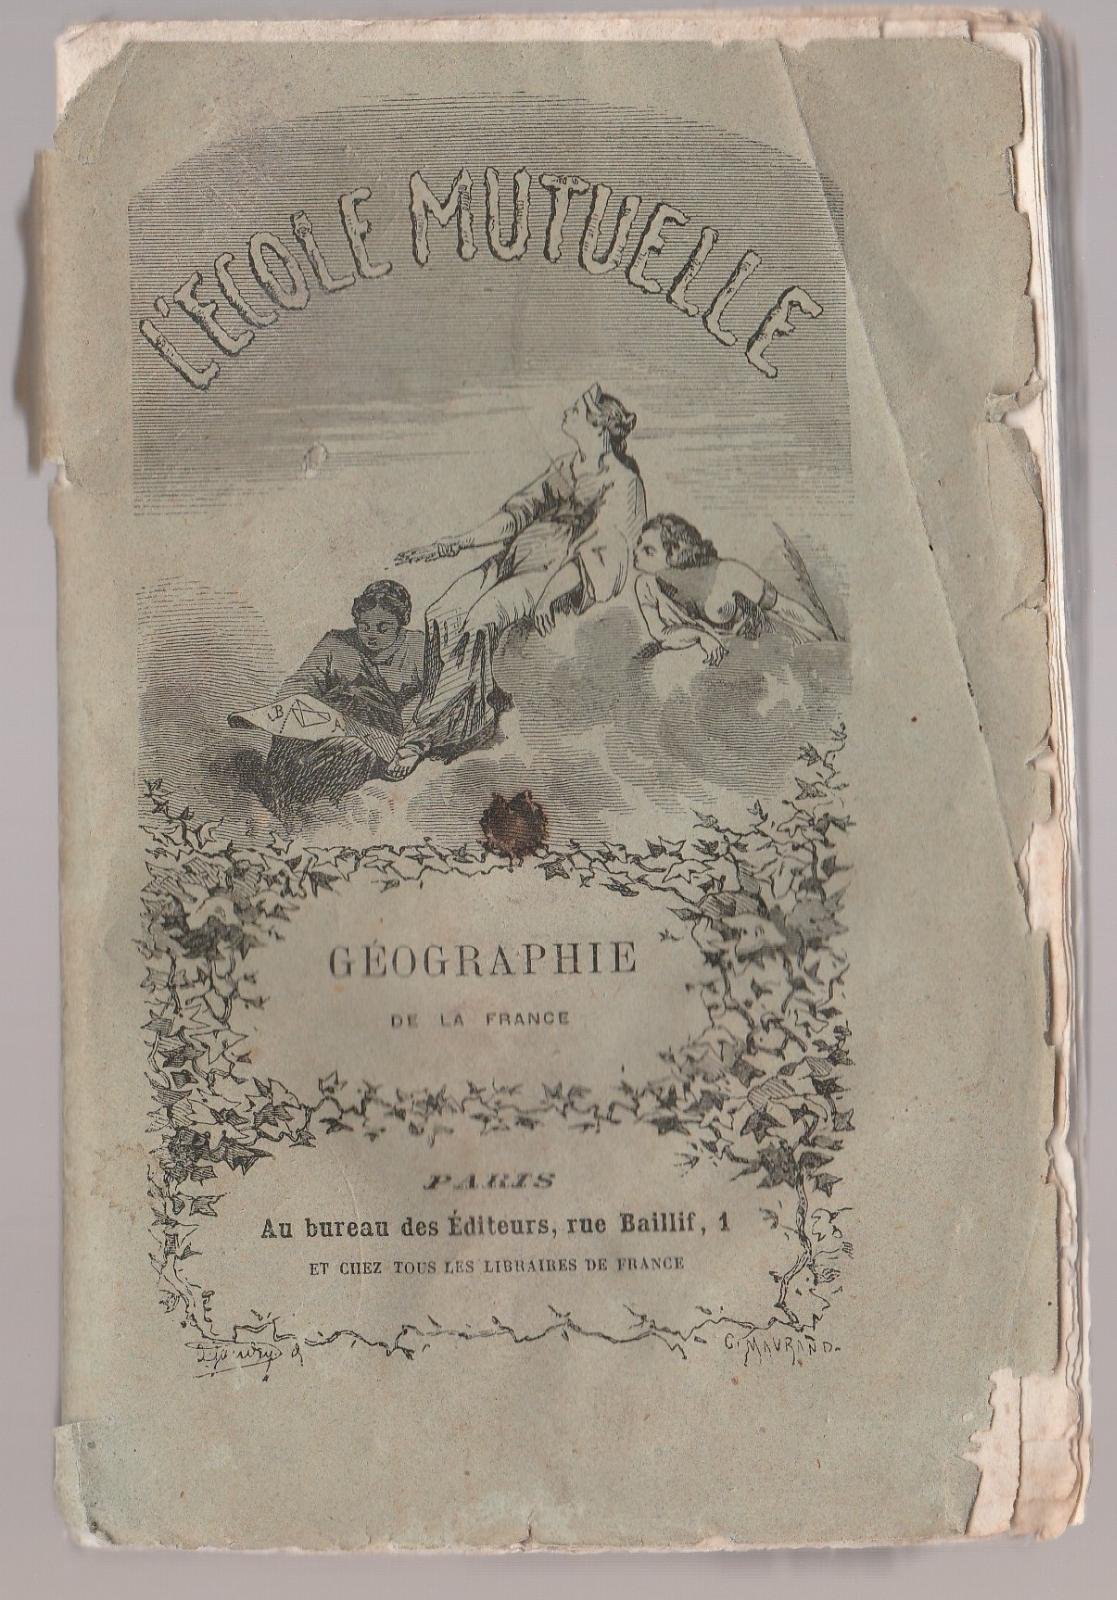 L'ECOLE MUTUELLE
B
A
GÉOGRAPHIE
DE LA FRANCE
PARIS
Au bureau des Éditeurs, rue Baillif, 1
ET CHEZ TOUS LES LIBRAIRES DE FRANCE
C. MAURAND